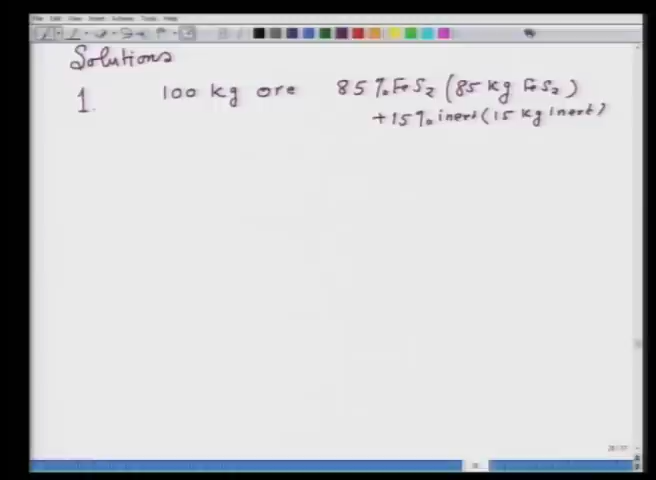 Solutions
1. 100 kg ore 85% FeS2 (85 kg FeS2)
+15% inert (15 kg inert)